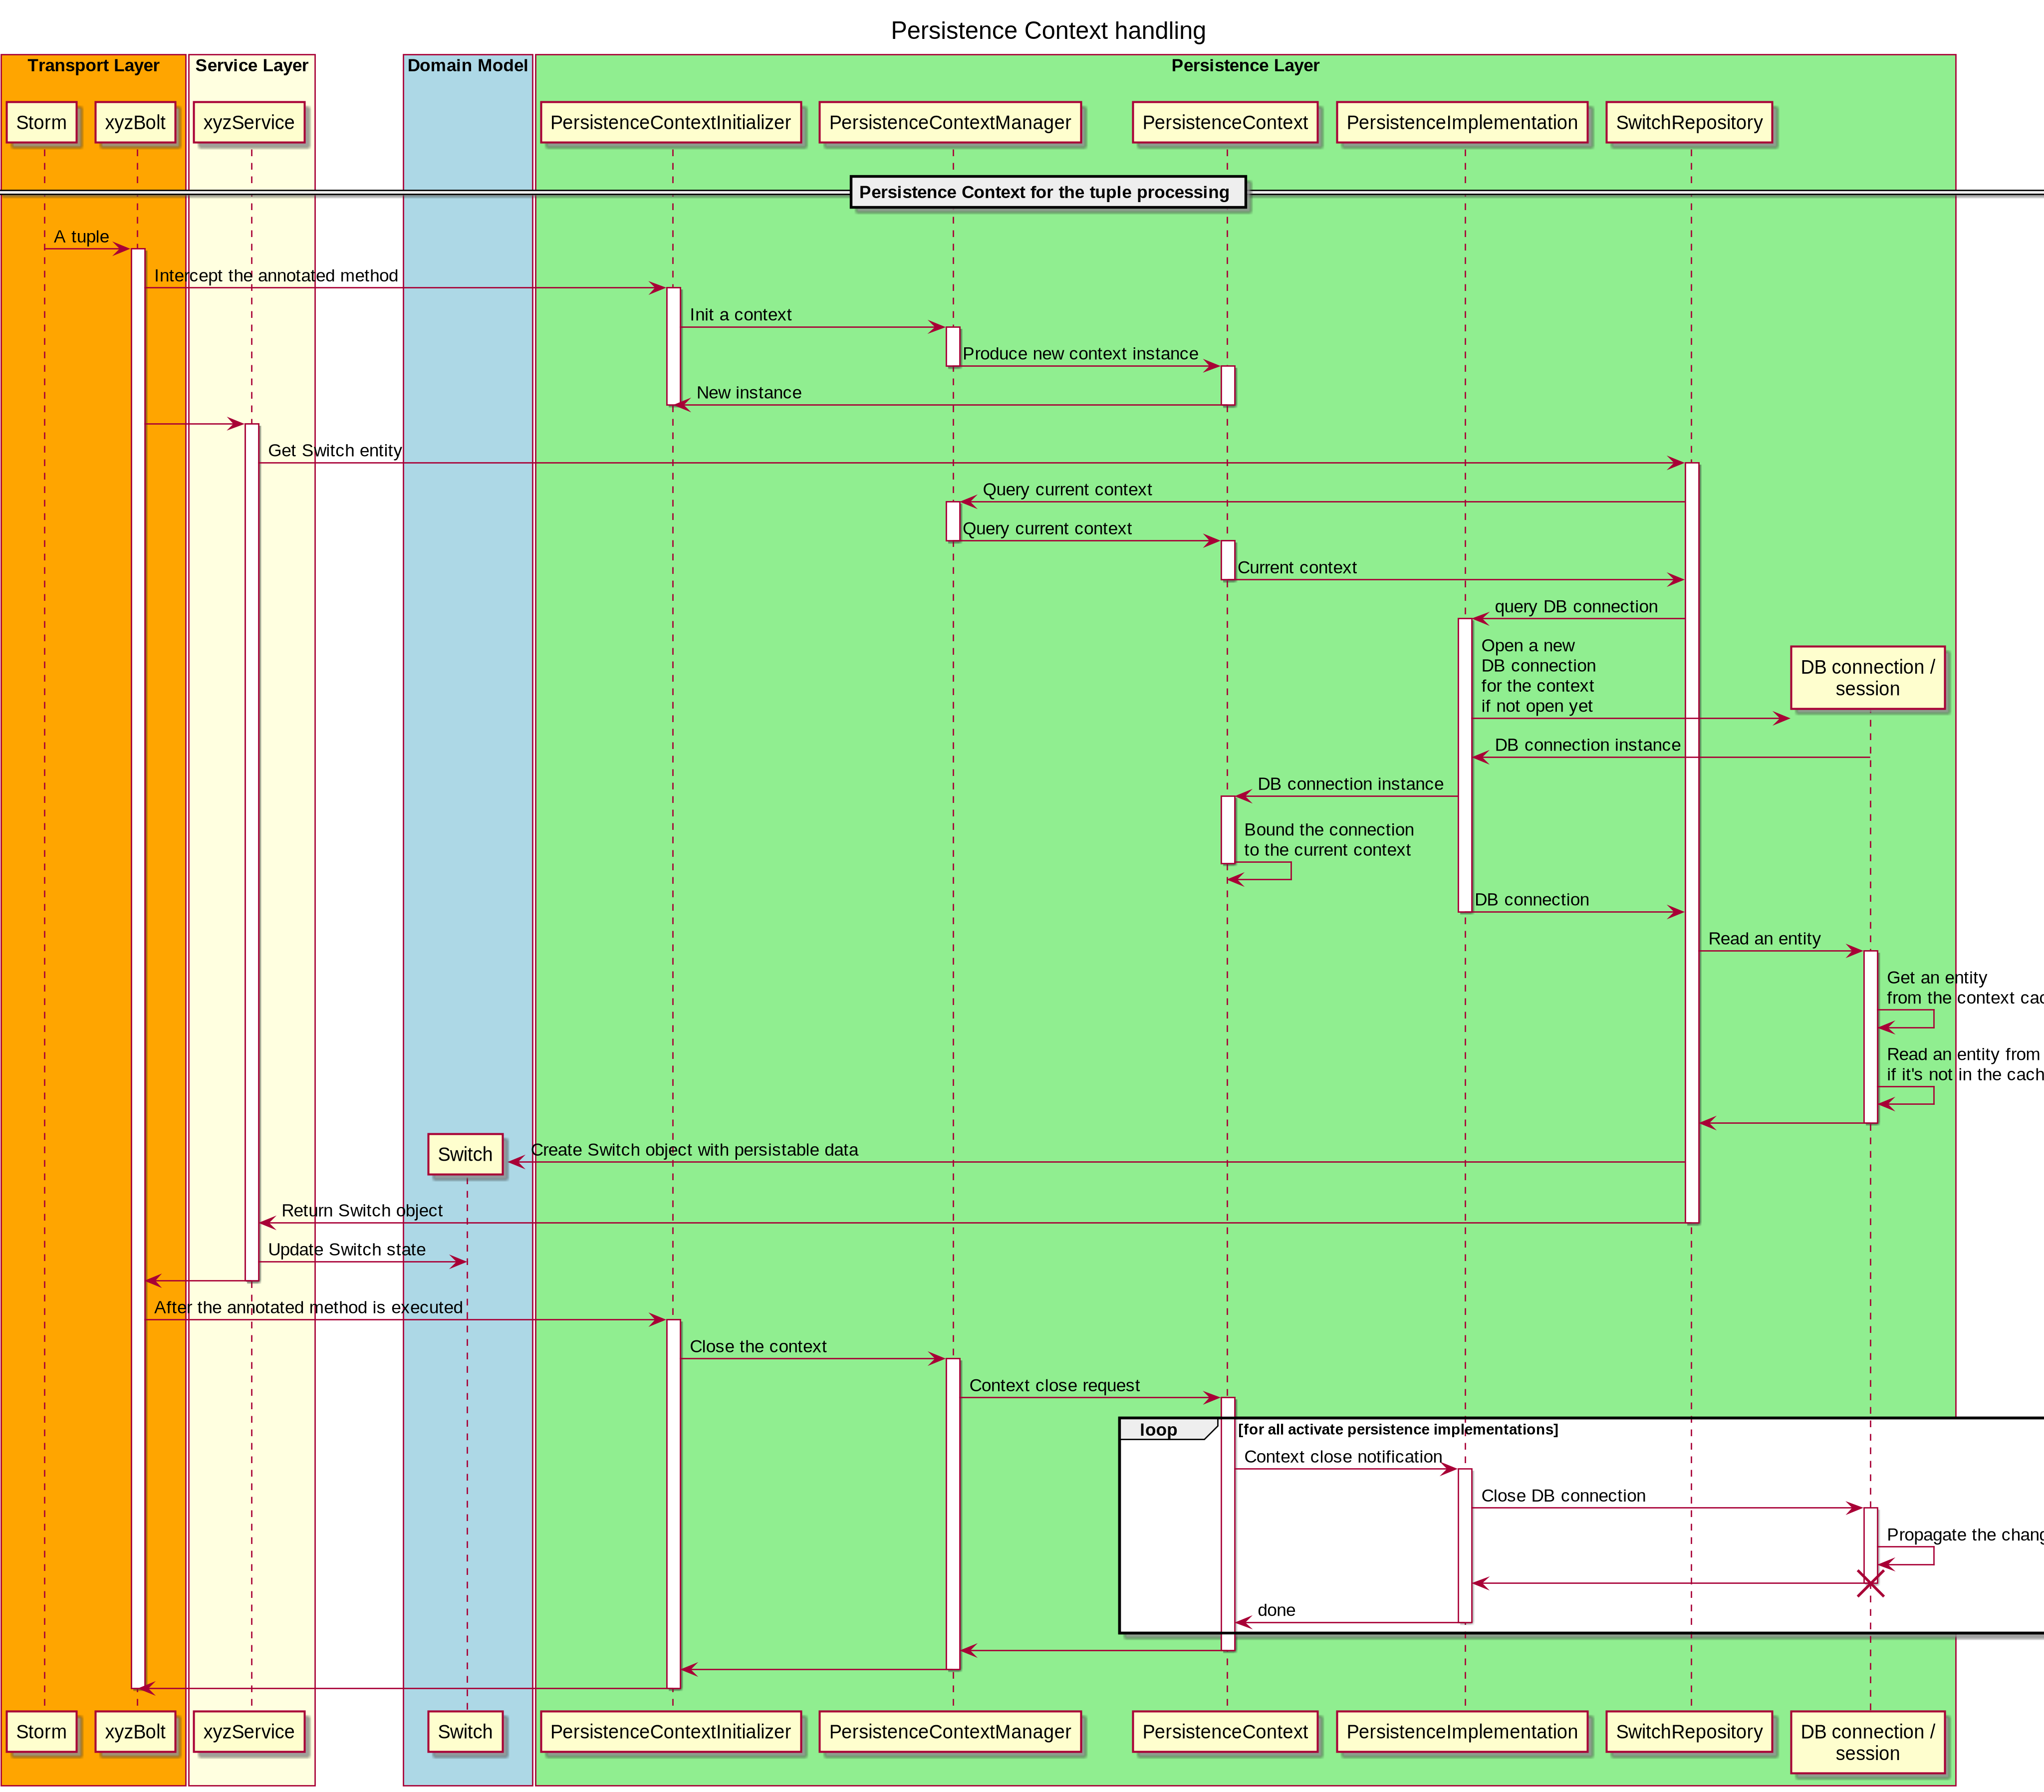 Persistence Context handling
Transport Layer
Service Layer
Domain Model
Persistence Layer
Storm
xyzBolt
xyzService
PersistenceContextInitializer
PersistenceContextManager
PersistenceContext
PersistenceImplementation
SwitchRepository
Persistence Context for the tuple processing
A tuple
Intercept the annotated method
Init a context
Produce new context instance
New instance
Get Switch entity
Query current context
Query current context
Current context
query DB connection
Open a new
DB connection
for the context
if not open yet
DB connection /
session
DB connection instance
DB connection instance
Bound the connection
to the current context
DB connection
Read an entity
Get an entity
from the context
Read an entity from
if it's not in the
Switch
Create Switch object with persistable data
Return Switch object
Update Switch state
After the annotated method is executed
Close the context
Context close request
loop
[for all activate persistence implementations]
Context close notification
Close DB connection
Propagate the
done
Storm
xyzBolt
xyzService
Switch
PersistenceContextInitializer
PersistenceContextManager
PersistenceContext
PersistenceImplementation
SwitchRepository
DB connection /
session